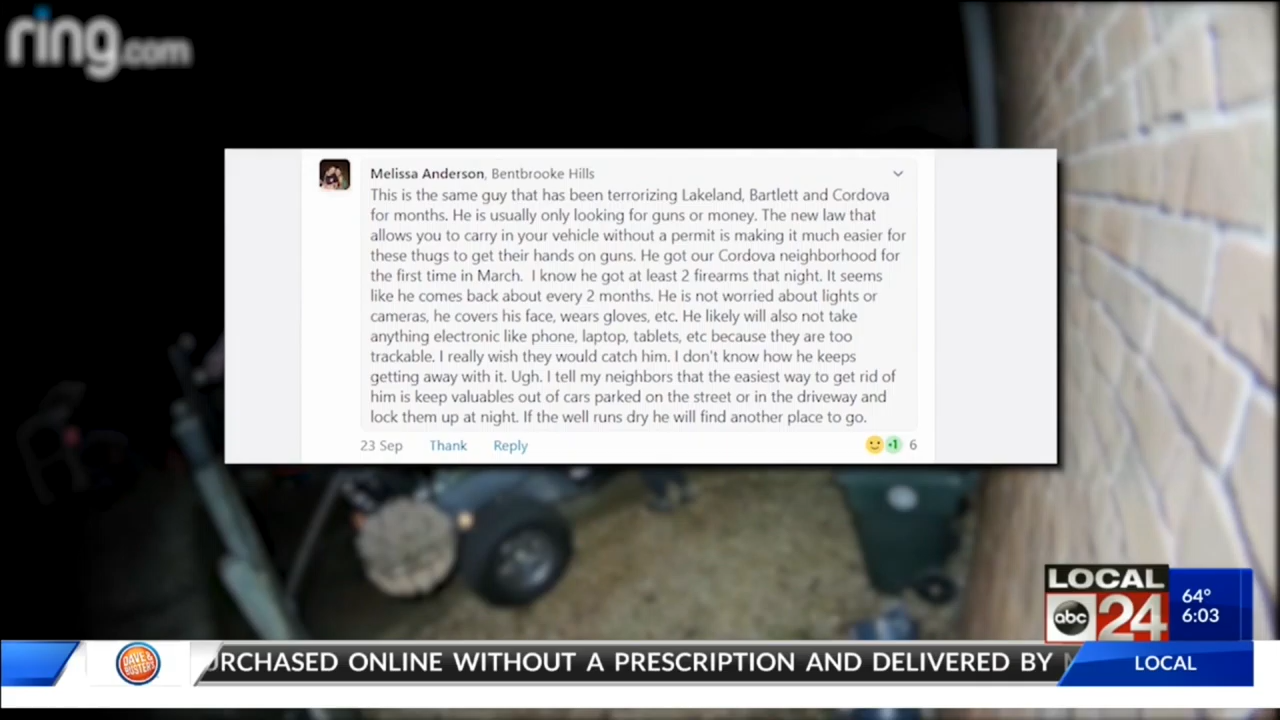 ring.com
Melissa Anderson, Bentbrooke Hills
This is the same guy that has been terrorizing Lakeland, Bartlett and Cordova
for months. He is usually only looking for guns or money. The new law that
allows you to carry in your vehicle without a permit is making it much easier for
these thugs to get their hands on guns. He got our Cordova neighborhood for
the first time in March. I know he got at least 2 firearms that night. It seems
like he comes back about every 2 months. He is not worried about lights or
cameras, he covers his face, wears gloves, etc. He likely will also not take
anything electronic like phone, laptop, tablets, etc because they are too
trackable. I really wish they would catch him. I don't know how he keeps
getting away with it. Ugh. I tell my neighbors that the easiest way to get rid of
him is keep valuables out of cars parked on the street or in the driveway and
lock them up at night. If the well runs dry he will find another place to go.
23 Sep Thank Reply +1 6
LOCAL
abc 24
64°
6:03
DAVE & BUSTER'S
URCHASED ONLINE WITHOUT A PRESCRIPTION AND DELIVERED BY
LOCAL